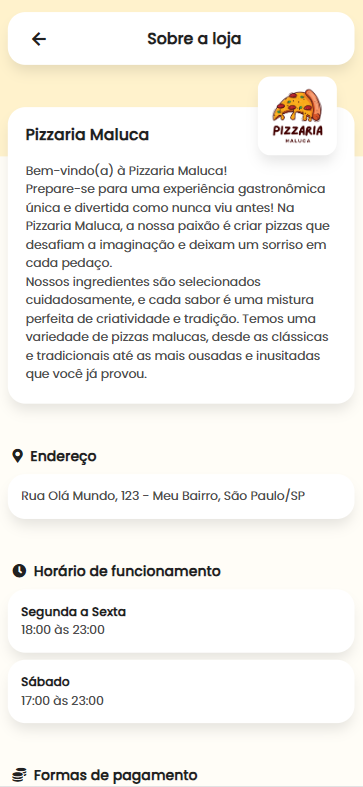 Sobre a loja
PIZZARIA
MALUCA
Pizzaria Maluca
Bem-vindo(a) à Pizzaria Maluca!
Prepare-se para uma experiência gastronômica
única e divertida como nunca viu antes! Na
Pizzaria Maluca, a nossa paixão é criar pizzas que
desafiam a imaginação e deixam um sorriso em
cada pedaço.
Nossos ingredientes são selecionados
cuidadosamente, e cada sabor é uma mistura
perfeita de criatividade e tradição. Temos uma
variedade de pizzas malucas, desde as clássicas
e tradicionais até as mais ousadas e inusitadas
que você já provou.
Endereço
Rua Olá Mundo, 123 - Meu Bairro, São Paulo/SP
Horário de funcionamento
Segunda a Sexta
18:00 às 23:00
Sábado
17:00 às 23:00
Formas de pagamento